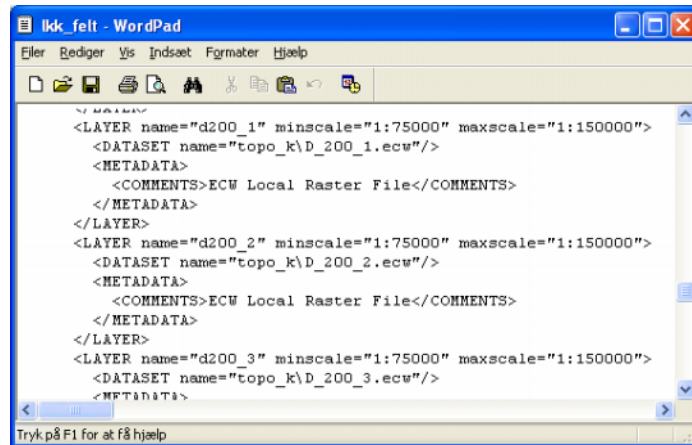 lkk_felt - WordPad
Filer Rediger Vis Indsæt Formater Hjælp
</LAYER>
<LAYER name="d200_1" minscale="1:75000" maxscale="1:150000">
<DATASET name="topo_k\D_200_1.ecw"/>
<METADATA>
<COMMENTS>ECW Local Raster File</COMMENTS>
</METADATA>
</LAYER>
<LAYER name="d200_2" minscale="1:75000" maxscale="1:150000">
<DATASET name="topo_k\D_200_2.ecw"/>
<METADATA>
<COMMENTS>ECW Local Raster File</COMMENTS>
</METADATA>
</LAYER>
<LAYER name="d200_3" minscale="1:75000" maxscale="1:150000">
<DATASET name="topo_k\D_200_3.ecw"/>
<METADATA>
Tryk på F1 for at få hjælp